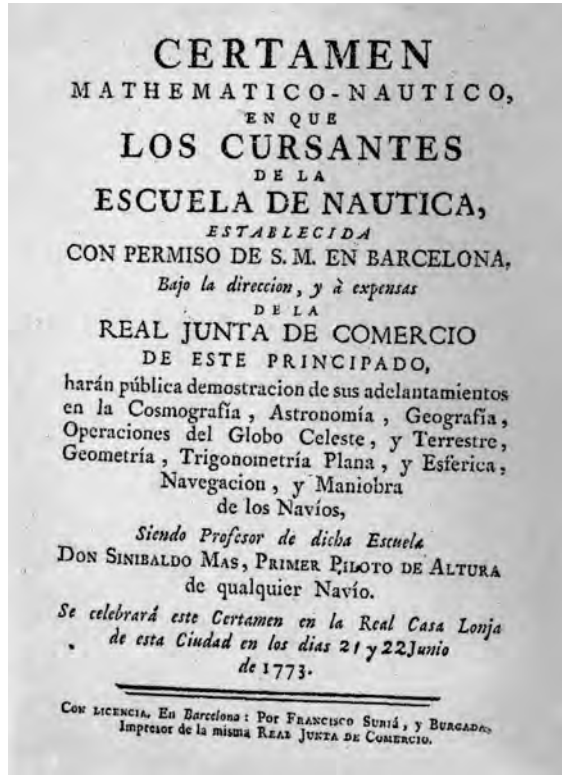 CERTAMEN
MATHEMATICO-NAUTICO,
EN QUE
LOS CURSANTES
DE LA
ESCUELA DE NAUTICA,
ESTABLECIDA
CON PERMISO DE S. M. EN BARCELONA,
Bajo la direccion, y à expensas
DE LA
REAL JUNTA DE COMERCIO
DE ESTE PRINCIPADO,
harán pública demostracion de sus adelantamientos
en la Cosmografía, Astronomía, Geografía,
Operaciones del Globo Celeste, y Terrestre,
Geometría, Trigonometría Plana, y Esferica,
Navegacion, y Maniobra
de los Navíos,
Siendo Profesor de dicha Escuela
DON SINIBALDO MAS, PRIMER PILOTO DE ALTURA
de qualquier Navío.
Se celebrará este Certamen en la Real Casa Lonja
de esta Ciudad en los dias 21 y 22 Junio
de 1773.
CON LICENCIA. En Barcelona: Por FRANCISCO SURIÁ, y BURGADA,
Impresor de la misma REAL JUNTA DE COMERCIO.